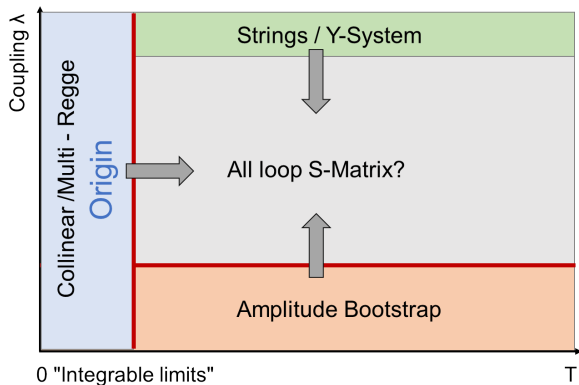 Coupling λ
Collinear /Multi - Regge
Origin
Strings / Y-System
All loop S-Matrix?
Amplitude Bootstrap
0 "Integrable limits"
T